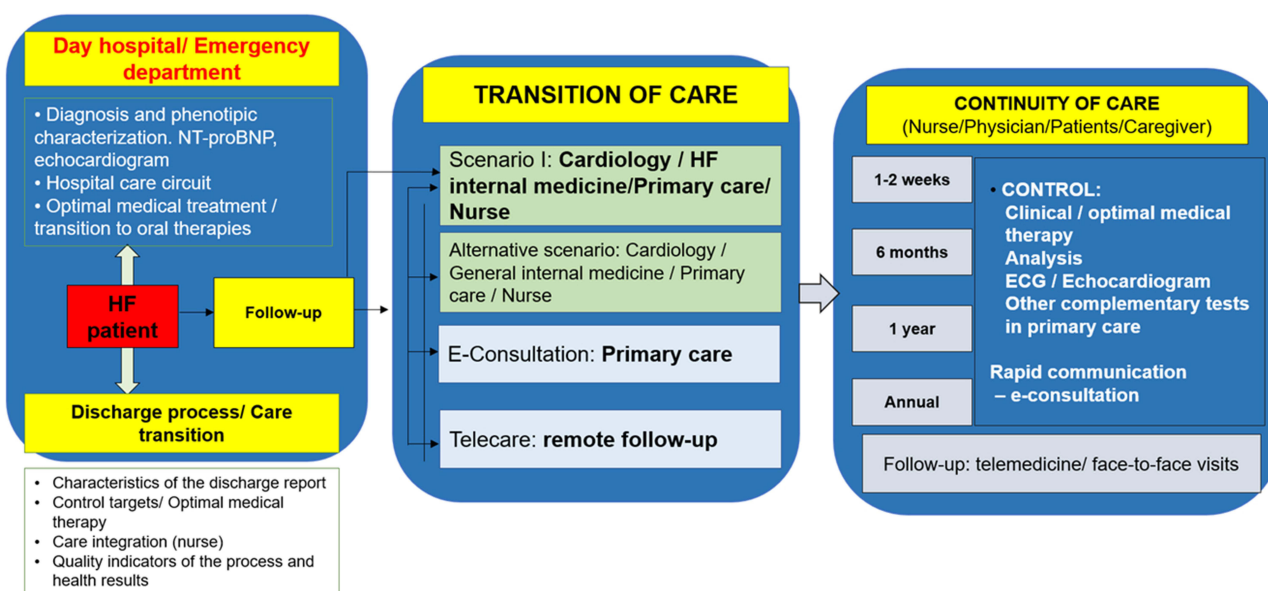 Day hospital/ Emergency
department
• Diagnosis and phenotipic
characterization. NT-proBNP,
echocardiogram
• Hospital care circuit
• Optimal medical treatment /
transition to oral therapies
HF
patient
Follow-up
Discharge process/ Care
transition
• Characteristics of the discharge report
• Control targets/ Optimal medical
therapy
• Care integration (nurse)
• Quality indicators of the process and
health results
TRANSITION OF CARE
Scenario I: Cardiology / HF
internal medicine/Primary care/
Nurse
Alternative scenario: Cardiology /
General internal medicine / Primary
care / Nurse
E-Consultation: Primary care
Telecare: remote follow-up
CONTINUITY OF CARE
(Nurse/Physician/Patients/Caregiver)
1-2 weeks
6 months
1 year
Annual
• CONTROL:
Clinical / optimal medical
therapy
Analysis
ECG / Echocardiogram
Other complementary tests
in primary care
Rapid communication
– e-consultation
Follow-up: telemedicine/ face-to-face visits